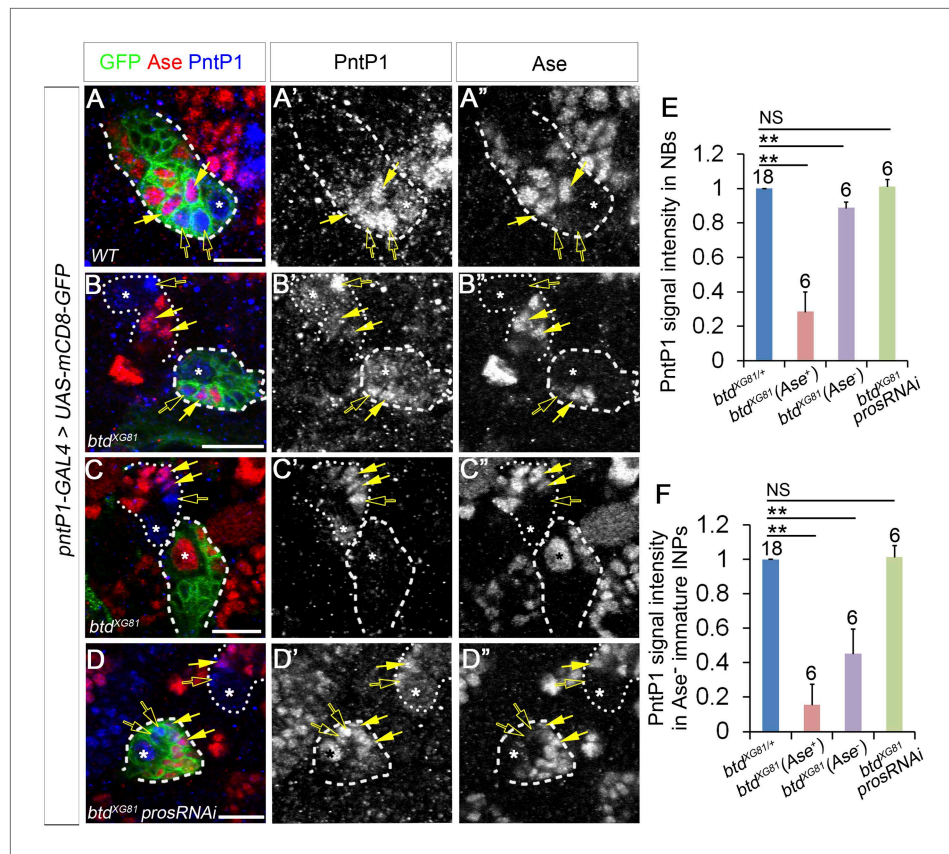 GFP Ase PntP1
PntP1
Ase
pntP1-GAL4 > UAS-mCD8-GFP
A
WT
A'
A"
B
btdXG81
B'
B"
C
btdXG81
C'
C"
D
btdXG81 prosRNAi
D'
D"
E
PntP1 signal intensity in NBs
NS
**
**
1.2
1
0.8
0.6
0.4
0.2
0
18
6
6
6
btdXG81/+
btdXG81 (Ase+)
btdXG81 (Ase-)
btdXG81
prosRNAi
F
PntP1 signal intensity
in Ase- immature INPs
NS
**
**
1.2
1
0.8
0.6
0.4
0.2
0
18
6
6
6
btdXG81/+
btdXG81 (Ase+)
btdXG81 (Ase-)
btdXG81
prosRNAi